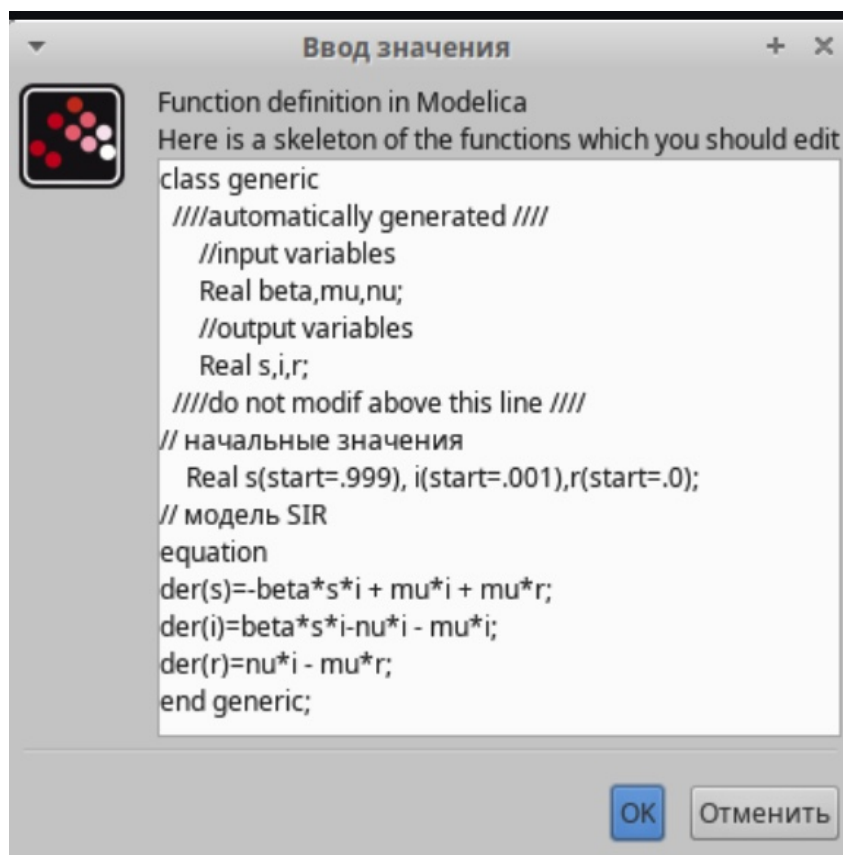 Ввод значения
Function definition in Modelica
Here is a skeleton of the functions which you should edit
class generic
////automatically generated ////
//input variables
Real beta,mu,nu;
//output variables
Real s,i,r;
////do not modif above this line ////
// начальные значения
Real s(start=.999), i(start=.001),r(start=.0);
// модель SIR
equation
der(s)=-beta*s*i + mu*i + mu*r;
der(i)=beta*s*i-nu*i - mu*i;
der(r)=nu*i - mu*r;
end generic;
OK Отменить